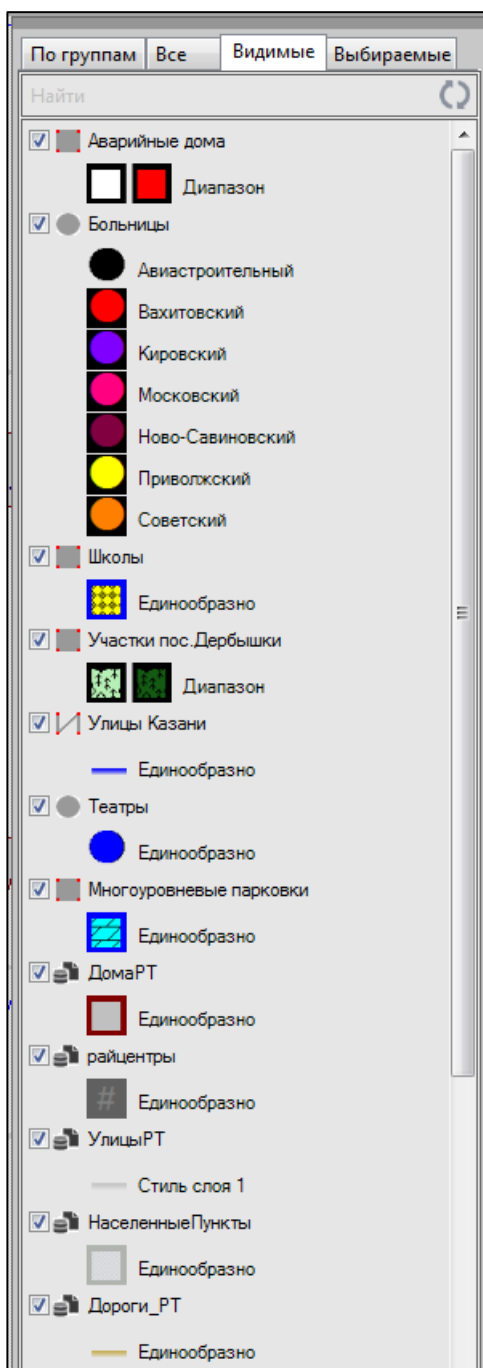 По группам Все Видимые Выбираемые
Найти
Аварийные дома
Диапазон
Больницы
Авиастроительный
Вахитовский
Кировский
Московский
Ново-Савиновский
Приволжский
Советский
Школы
Единообразно
Участки пос.Дербышки
Диапазон
Улицы Казани
Единообразно
Театры
Единообразно
Многоуровневые парковки
Единообразно
ДомаРТ
Единообразно
райцентры
#
Единообразно
УлицыРТ
Стиль слоя 1
НаселенныеПункты
Единообразно
Дороги_РТ
Единообразно